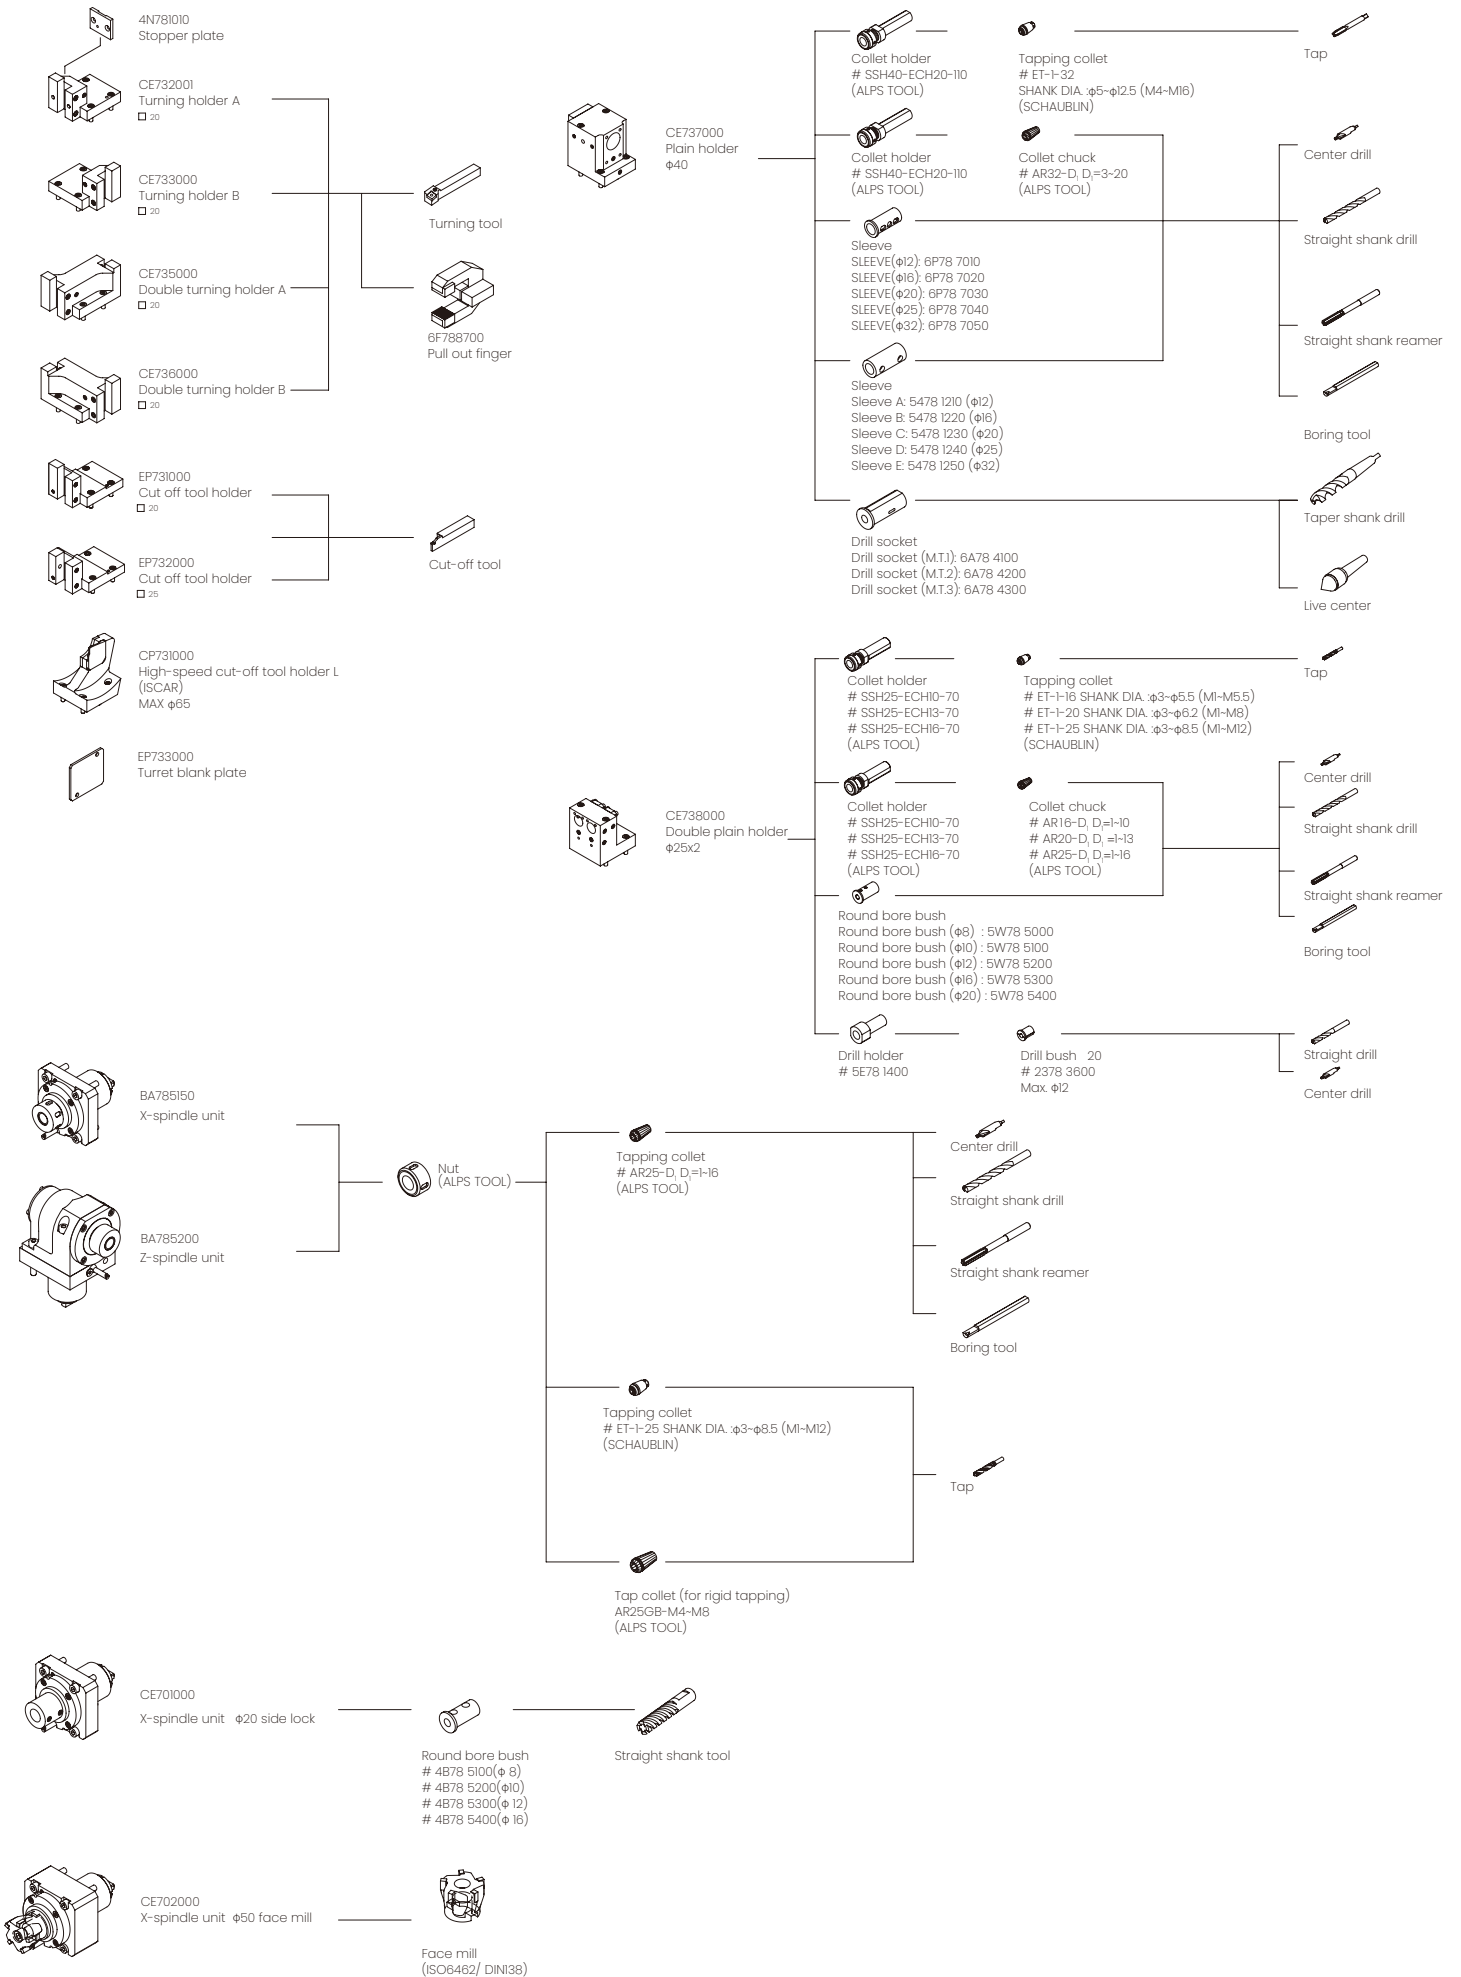 4N781010
Stopper plate
CE732001
Turning holder A
□ 20
CE733000
Turning holder B
□ 20
CE735000
Double turning holder A
□ 20
CE736000
Double turning holder B
□ 20
EP731000
Cut off tool holder
□ 20
EP732000
Cut off tool holder
□ 25
CP731000
High-speed cut-off tool holder L
(ISCAR)
MAX φ65
EP733000
Turret blank plate
Turning tool
6F788700
Pull out finger
Cut-off tool
CE737000
Plain holder
φ40
Collet holder
# SSH40-ECH20-110
(ALPS TOOL)
Tapping collet
# ET-1-32
SHANK DIA. :φ5~φ12.5 (M4~M16)
(SCHAUBLIN)
Tap
Collet holder
# SSH40-ECH20-110
(ALPS TOOL)
Collet chuck
# AR32-D, D₁=3~20
(ALPS TOOL)
Center drill
Straight shank drill
Straight shank reamer
Boring tool
Sleeve
SLEEVE(φ12): 6P78 7010
SLEEVE(φ16): 6P78 7020
SLEEVE(φ20): 6P78 7030
SLEEVE(φ25): 6P78 7040
SLEEVE(φ32): 6P78 7050
Sleeve
Sleeve A: 5478 1210 (φ12)
Sleeve B: 5478 1220 (φ16)
Sleeve C: 5478 1230 (φ20)
Sleeve D: 5478 1240 (φ25)
Sleeve E: 5478 1250 (φ32)
Drill socket
Drill socket (M.T.1): 6A78 4100
Drill socket (M.T.2): 6A78 4200
Drill socket (M.T.3): 6A78 4300
Taper shank drill
Live center
CE738000
Double plain holder
φ25x2
Collet holder
# SSH25-ECH10-70
# SSH25-ECH13-70
# SSH25-ECH16-70
(ALPS TOOL)
Tapping collet
# ET-1-16 SHANK DIA. :φ3~φ5.5 (M1~M5.5)
# ET-1-20 SHANK DIA. :φ3~φ6.2 (M1~M8)
# ET-1-25 SHANK DIA. :φ3~φ8.5 (M1~M12)
(SCHAUBLIN)
Tap
Collet holder
# SSH25-ECH10-70
# SSH25-ECH13-70
# SSH25-ECH16-70
(ALPS TOOL)
Collet chuck
# AR16-D, D₁=1~10
# AR20-D, D₁ =1~13
# AR25-D, D₁=1~16
(ALPS TOOL)
Center drill
Straight shank drill
Straight shank reamer
Boring tool
Round bore bush
Round bore bush (φ8) : 5W78 5000
Round bore bush (φ10) : 5W78 5100
Round bore bush (φ12) : 5W78 5200
Round bore bush (φ16) : 5W78 5300
Round bore bush (φ20) : 5W78 5400
Drill holder
# 5E78 1400
Drill bush 20
# 2378 3600
Max. φ12
Straight drill
Center drill
BA785150
X-spindle unit
BA785200
Z-spindle unit
Nut
(ALPS TOOL)
Tapping collet
# AR25-D, D₁=1~16
(ALPS TOOL)
Center drill
Straight shank drill
Straight shank reamer
Boring tool
Tapping collet
# ET-1-25 SHANK DIA. :φ3~φ8.5 (M1~M12)
(SCHAUBLIN)
Tap
Tap collet (for rigid tapping)
AR25GB-M4~M8
(ALPS TOOL)
CE701000
X-spindle unit φ20 side lock
Round bore bush
# 4B78 5100(φ 8)
# 4B78 5200(φ10)
# 4B78 5300(φ 12)
# 4B78 5400(φ 16)
Straight shank tool
CE702000
X-spindle unit φ50 face mill
Face mill
(ISO6462/ DIN138)